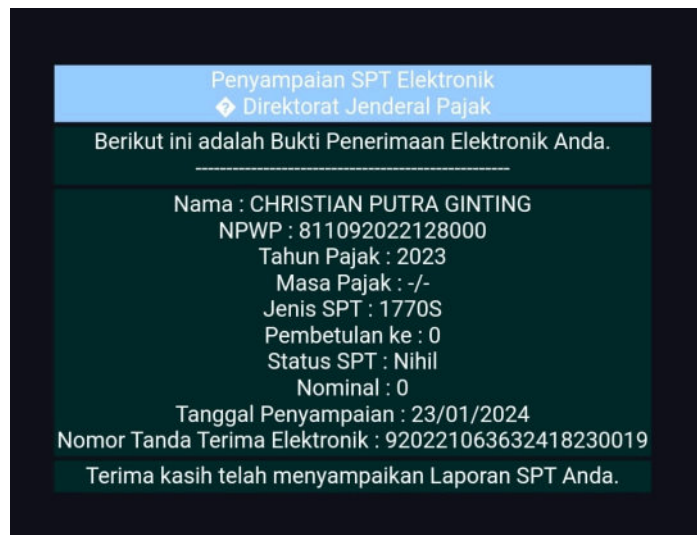 Penyampaian SPT Elektronik
� Direktorat Jenderal Pajak
Berikut ini adalah Bukti Penerimaan Elektronik Anda.
----------------------------------------------------
Nama : CHRISTIAN PUTRA GINTING
NPWP : 811092022128000
Tahun Pajak : 2023
Masa Pajak : -/-
Jenis SPT : 1770S
Pembetulan ke : 0
Status SPT : Nihil
Nominal : 0
Tanggal Penyampaian : 23/01/2024
Nomor Tanda Terima Elektronik : 920221063632418230019
Terima kasih telah menyampaikan Laporan SPT Anda.